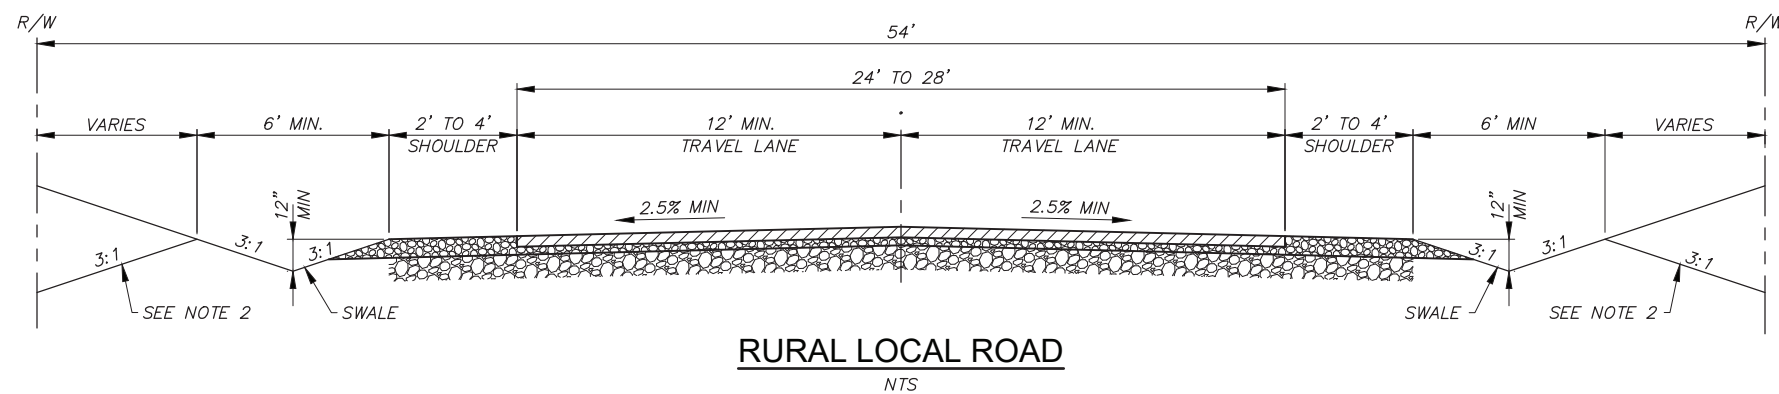 R/W
R/W
54'
24' TO 28'
VARIES
6' MIN.
2' TO 4'
SHOULDER
12' MIN.
TRAVEL LANE
12' MIN.
TRAVEL LANE
2' TO 4'
SHOULDER
6' MIN
VARIES
12"
MIN
2.5% MIN
2.5% MIN
12"
MIN
3:1
3:1
3:1
3:1
3:1
3:1
SEE NOTE 2
SWALE
SWALE
SEE NOTE 2
RURAL LOCAL ROAD
NTS